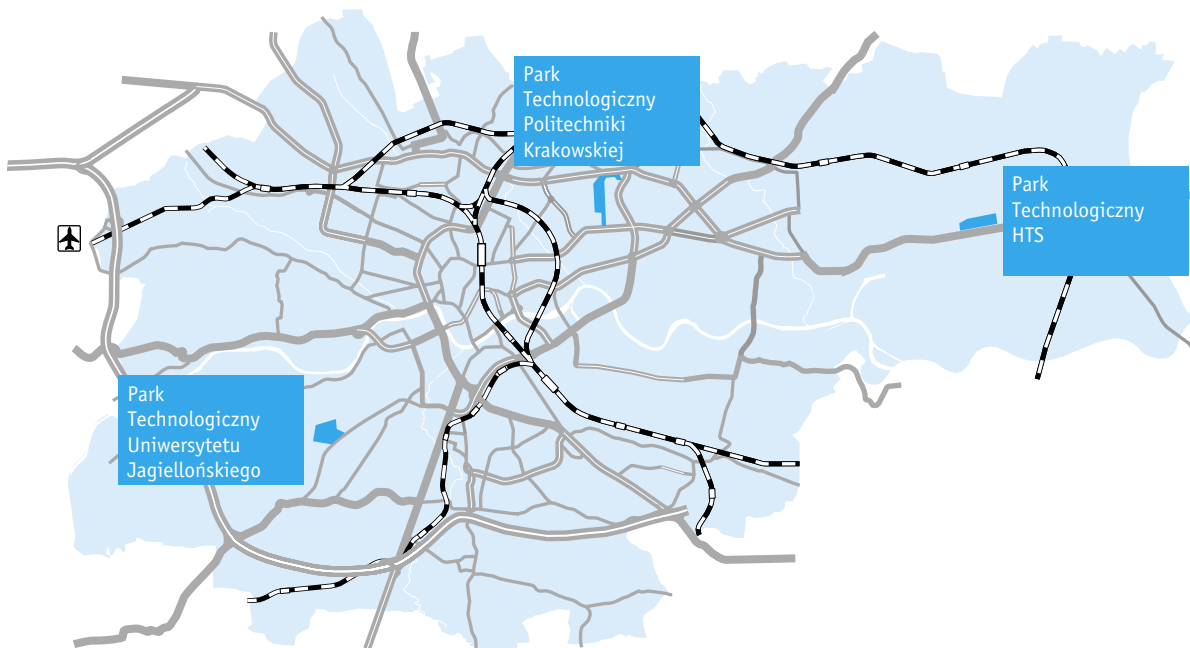 Park
Technologiczny
Politechniki
Krakowskiej
Park
Technologiczny
HTS
Park
Technologiczny
Uniwersytetu
Jagiellońskiego